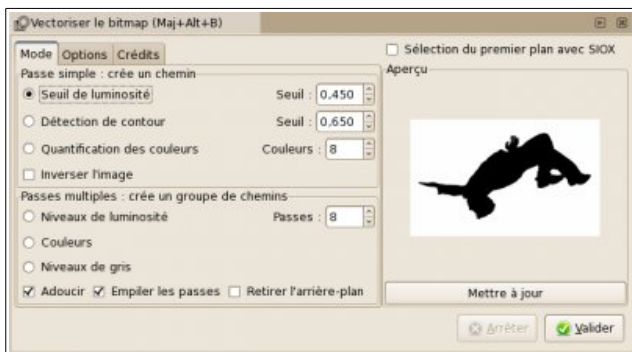 Vectoriser le bitmap (Maj+Alt+B)
Mode Options Crédits
Passe simple : crée un chemin
Seuil de luminosité Seuil : 0,450
Détection de contour Seuil : 0,650
Quantification des couleurs Couleurs : 8
Inverser l'image
Passes multiples : crée un groupe de chemins
Niveaux de luminosité Passes : 8
Couleurs
Niveaux de gris
Adoucir Empiler les passes Retirer l'arrière-plan
Sélection du premier plan avec SIOX
Aperçu
Mettre à jour
Arrêter Valider